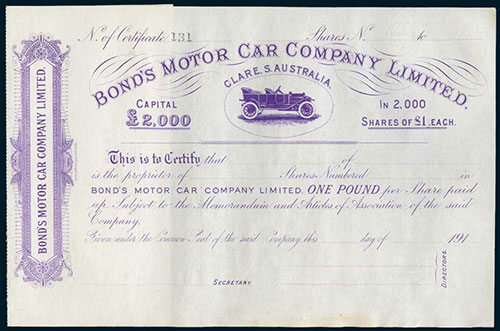 No. of Certificate 131 Shares No. to
BOND'S MOTOR CAR COMPANY LIMITED.
CLARE, S. AUSTRALIA.
CAPITAL
£2,000
IN 2,000
SHARES OF £1, EACH.
This is to Certify that of
is the proprietor of Shares Numbered in
BOND'S MOTOR CAR COMPANY LIMITED. ONE POUND per Share paid
up. Subject to the Memorandum and Articles of Association of the said
Company.
Given under the Common Seal of the said Company this day of 191
SECRETARY.
DIRECTORS.
BOND'S MOTOR CAR COMPANY LIMITED.